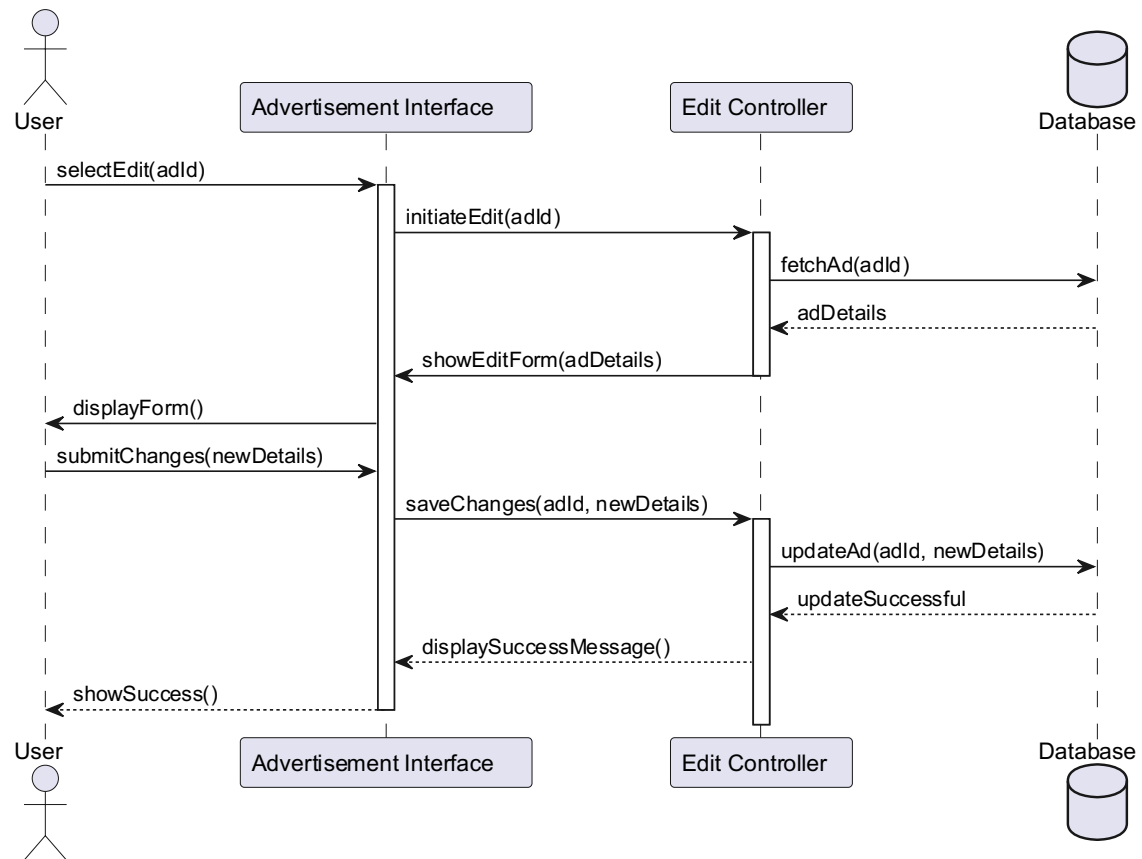 User
Advertisement Interface
Edit Controller
Database
selectEdit(adId)
initiateEdit(adId)
fetchAd(adId)
adDetails
showEditForm(adDetails)
displayForm()
submitChanges(newDetails)
saveChanges(adId, newDetails)
updateAd(adId, newDetails)
updateSuccessful
displaySuccessMessage()
showSuccess()
User
Advertisement Interface
Edit Controller
Database